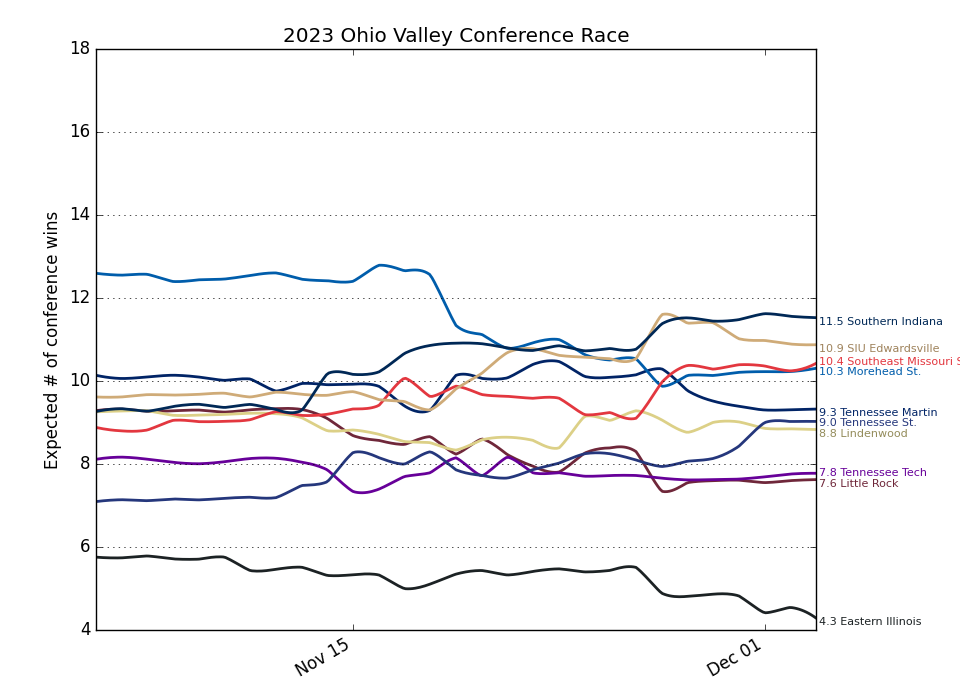 2023 Ohio Valley Conference Race
Expected # of conference wins
18
16
14
12
10
8
6
4
Nov 15
Dec 01
11.5 Southern Indiana
10.9 SIU Edwardsville
10.4 Southeast Missouri S
10.3 Morehead St.
9.3 Tennessee Martin
9.0 Tennessee St.
8.8 Lindenwood
7.8 Tennessee Tech
7.6 Little Rock
4.3 Eastern Illinois